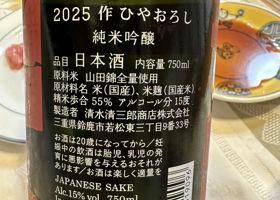 2025 作 ひやおろし
純米吟醸
品目 日本酒 内容量 750ml
原料米 山田錦全量使用
原材料名 米(国産)、米麹(国産米)
精米歩合 55% アルコール分 15度
製造者 清水清三郎商店株式会社
三重県鈴鹿市若松東三丁目9番33号
お酒は20歳になってから/妊
娠中の飲酒は胎児、乳児の発
育に悪影響を与えるおそれが
あります/お酒は楽しく適量を
JAPANESE SAKE
Alc.15% vol. 750ml